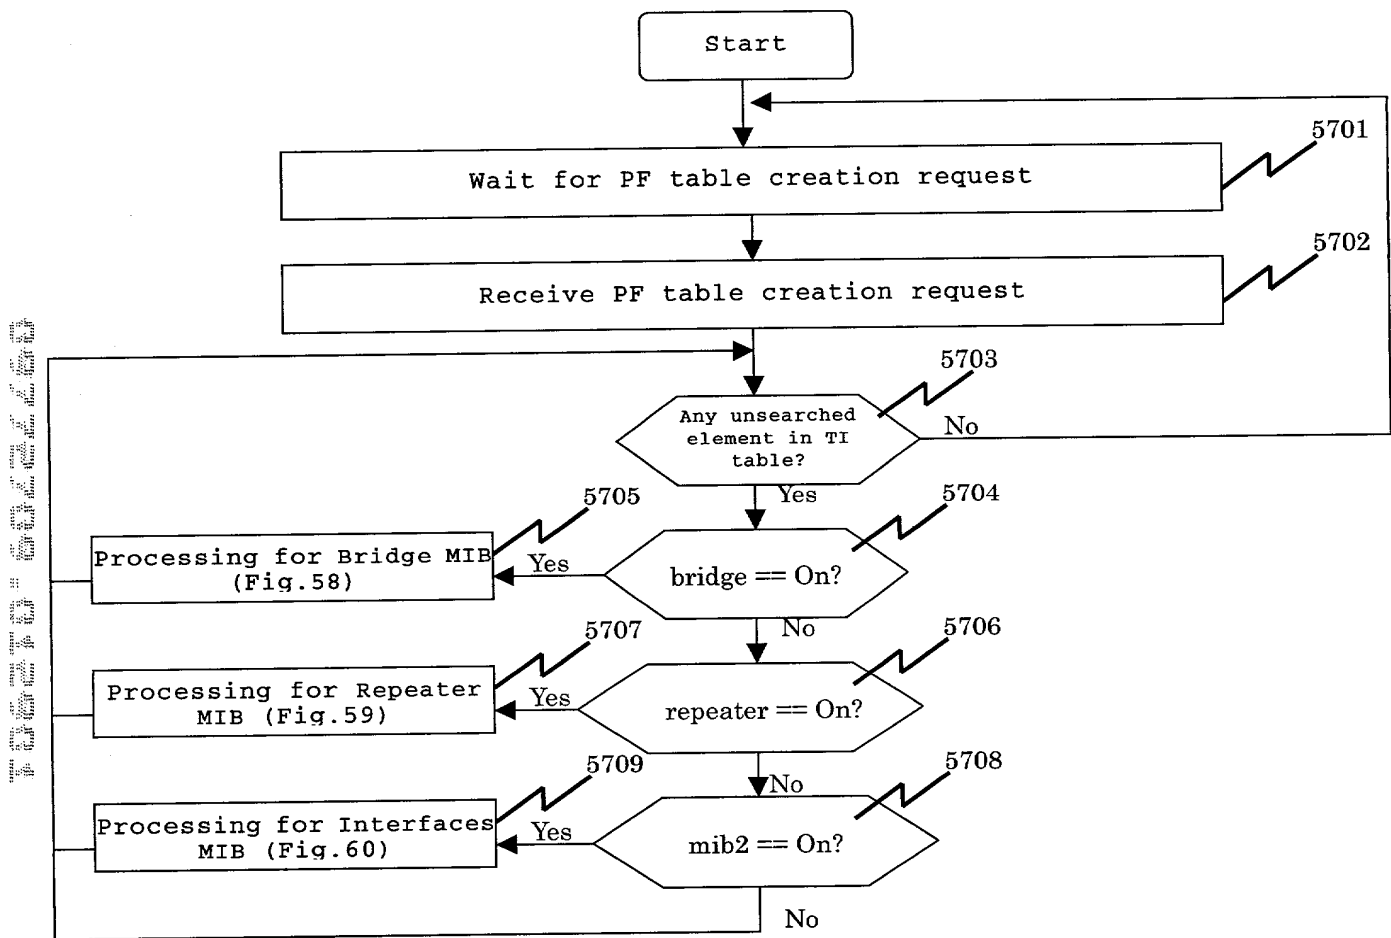 Start
5701
Wait for PF table creation request
5702
Receive PF table creation request
5703
Any unsearched
element in TI
table?
No
Yes
5705
5704
Processing for Bridge MIB
(Fig.58)
Yes
bridge == On?
No
5707
5706
Processing for Repeater
MIB (Fig.59)
Yes
repeater == On?
No
5709
5708
Processing for Interfaces
MIB (Fig.60)
Yes
mib2 == On?
No